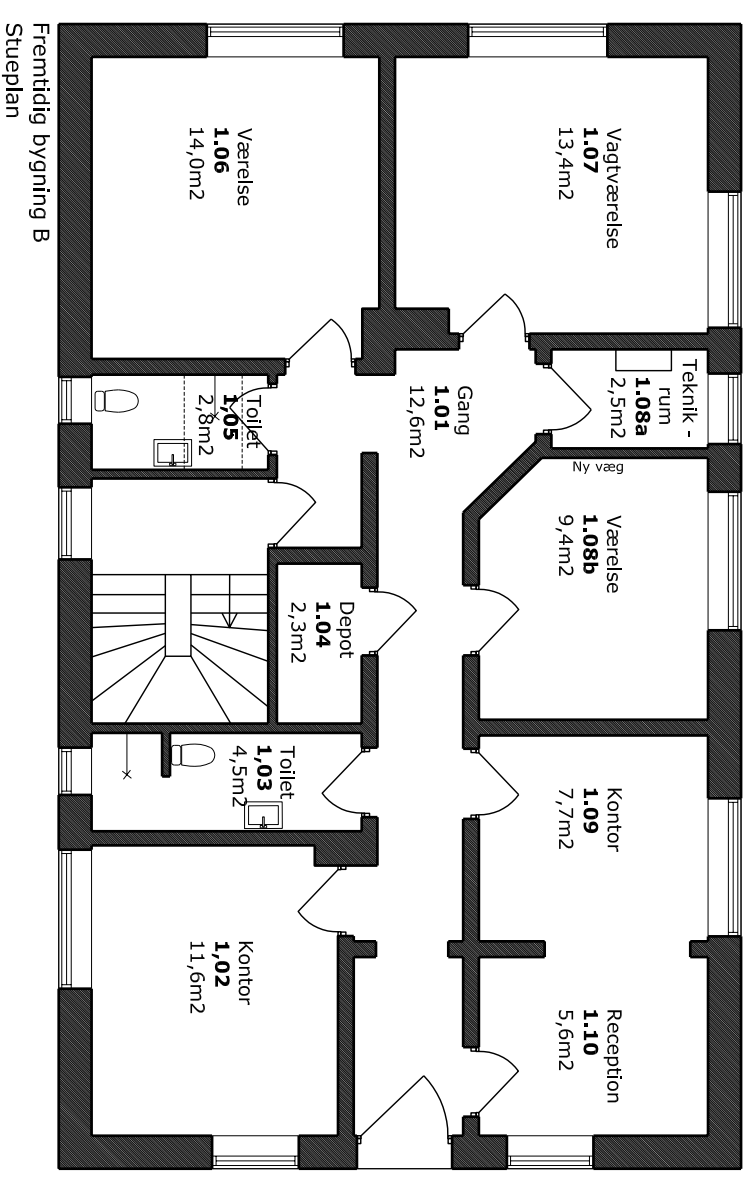 Fremtidig bygning B
Stueplan
Vagtværelse
1.07
13,4m2
Værelse
1.06
14,0m2
Teknik -
rum
1.08a
2,5m2
Gang
1.01
12,6m2
Toilet
1,05
2,8m2
Ny væg
Værelse
1.08b
9,4m2
Depot
1.04
2,3m2
Toilet
1,03
4,5m2
Kontor
1.09
7,7m2
Kontor
1,02
11,6m2
Reception
1.10
5,6m2